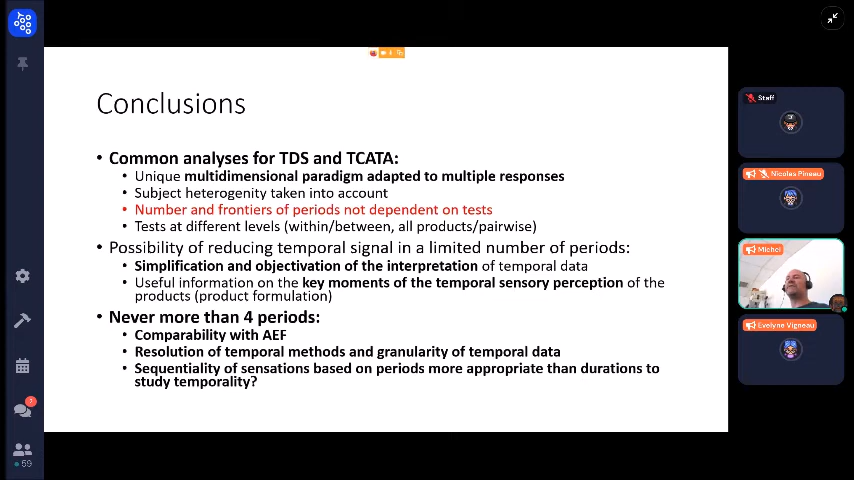 Conclusions
• Common analyses for TDS and TCATA:
• Unique multidimensional paradigm adapted to multiple responses
• Subject heterogenity taken into account
• Number and frontiers of periods not dependent on tests
• Tests at different levels (within/between, all products/pairwise)
• Possibility of reducing temporal signal in a limited number of periods:
• Simplification and objectivation of the interpretation of temporal data
• Useful information on the key moments of the temporal sensory perception of the
products (product formulation)
• Never more than 4 periods:
• Comparability with AEF
• Resolution of temporal methods and granularity of temporal data
• Sequentiality of sensations based on periods more appropriate than durations to
study temporality?
Staff
Nicolas Pineau
Michel
Evelyne Vigneau
7
59